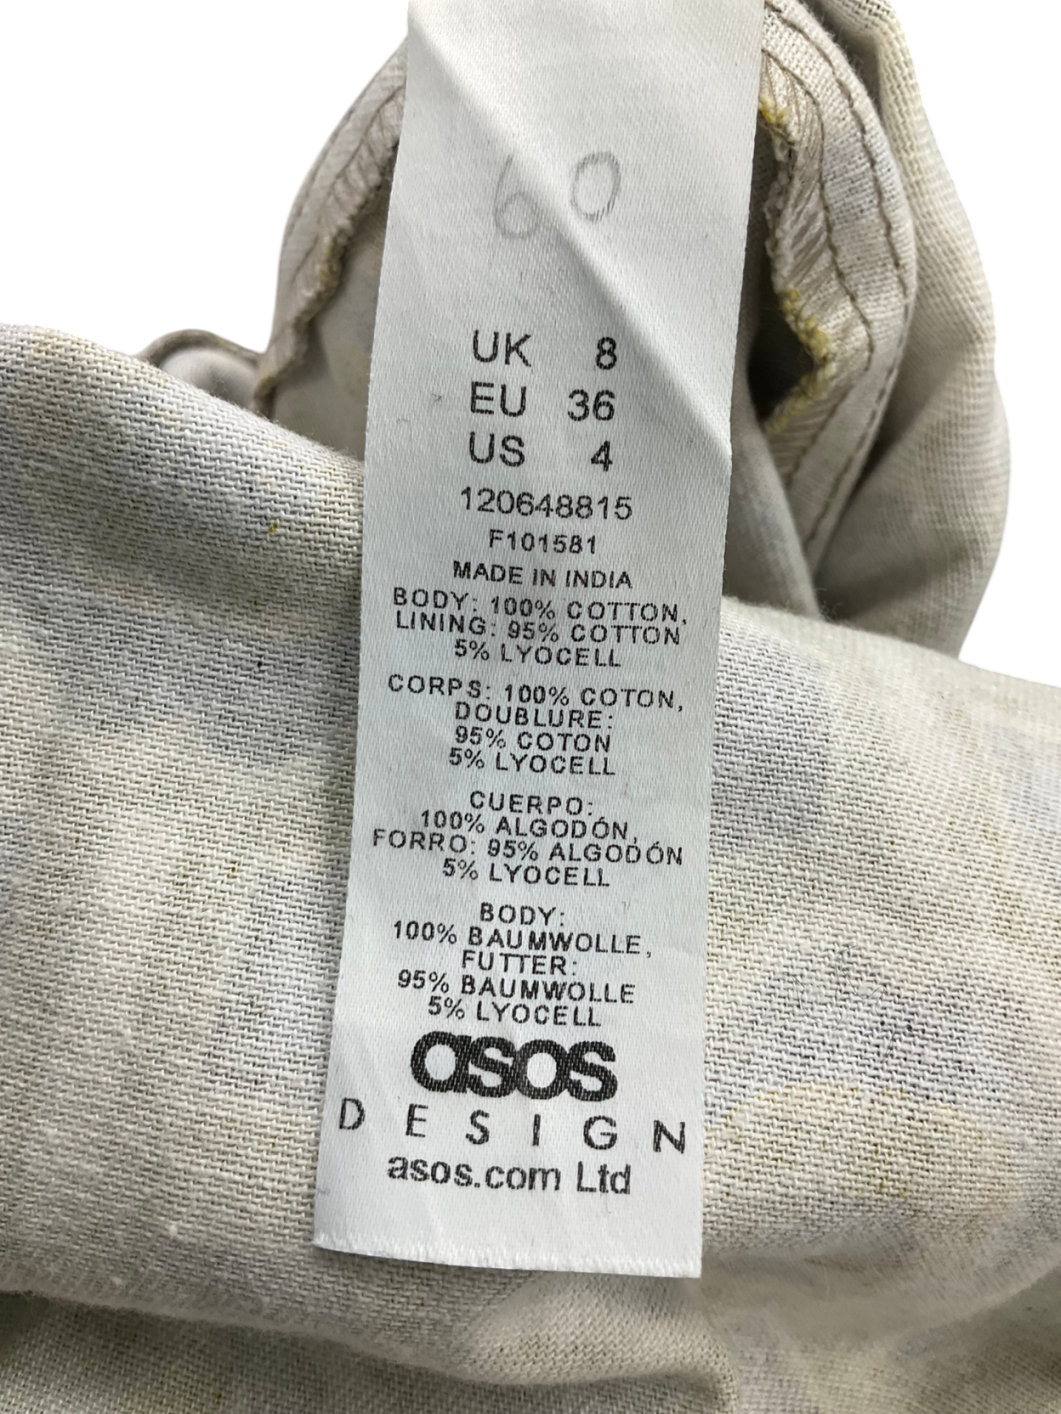 60
UK 8
EU 36
US 4
120648815
F101581
MADE IN INDIA
BODY: 100% COTTON,
LINING: 95% COTTON
5% LYOCELL
CORPS: 100% COTON,
DOUBLURE:
95% COTON
5% LYOCELL
CUERPO:
100% ALGODÓN,
FORRO: 95% ALGODÓN
5% LYOCELL
BODY:
100% BAUMWOLLE,
FUTTER:
95% BAUMWOLLE
5% LYOCELL
asos
DESIGN
asos.com Ltd